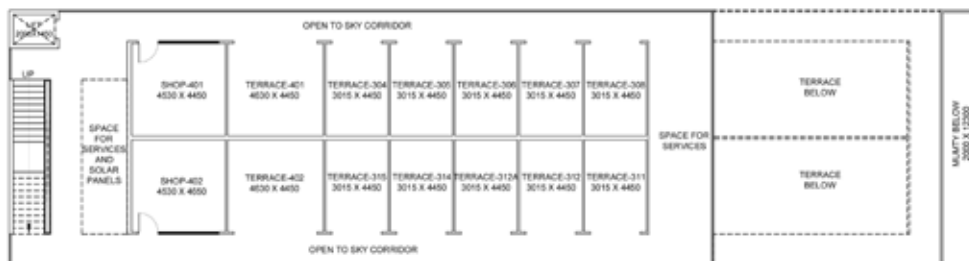 OPEN TO SKY CORRIDOR
LIFT
UP
SPACE
FOR
SERVICES
AND
SOLAR
PANELS
SHOP-401
4530 X 4450
TERRACE-401
4630 X 4450
TERRACE-304
3015 X 4450
TERRACE-305
3015 X 4450
TERRACE-306
3015 X 4450
TERRACE-307
3015 X 4450
TERRACE-308
3015 X 4450
SPACE FOR
SERVICES
TERRACE
BELOW
SHOP-402
4530 X 4650
TERRACE-402
4630 X 4450
TERRACE-315
3015 X 4450
TERRACE-314
3015 X 4450
TERRACE-312A
3015 X 4450
TERRACE-312
3015 X 4450
TERRACE-311
3015 X 4450
TERRACE
BELOW
MUMTY BELOW
OPEN TO SKY CORRIDOR